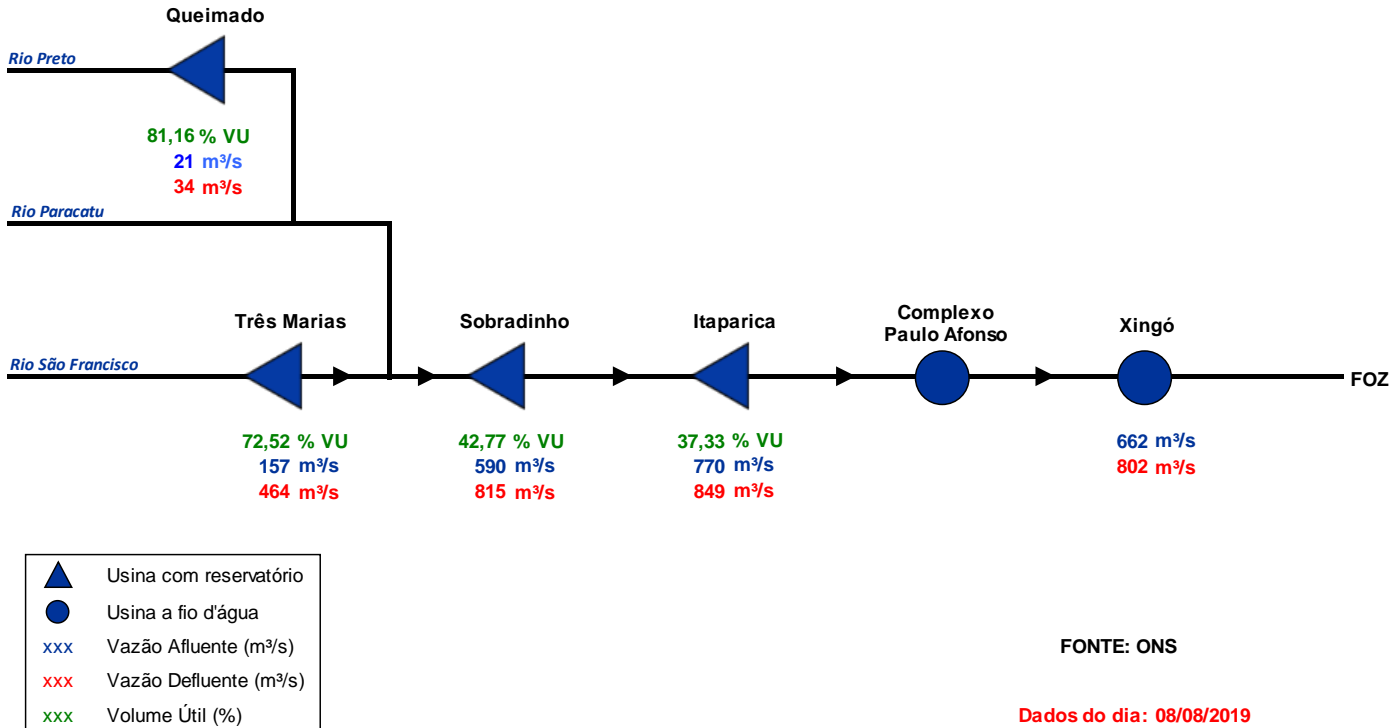 Queimado
Rio Preto
81,16 % VU
21 m³/s
34 m³/s
Rio Paracatu
Três Marias
Sobradinho
Itaparica
Complexo
Paulo Afonso
Xingó
Rio São Francisco
FOZ
72,52 % VU
157 m³/s
464 m³/s
42,77 % VU
590 m³/s
815 m³/s
37,33 % VU
770 m³/s
849 m³/s
662 m³/s
802 m³/s
Usina com reservatório
Usina a fio d'água
xxx Vazão Afluente (m³/s)
xxx Vazão Defluente (m³/s)
xxx Volume Útil (%)
FONTE: ONS
Dados do dia: 08/08/2019